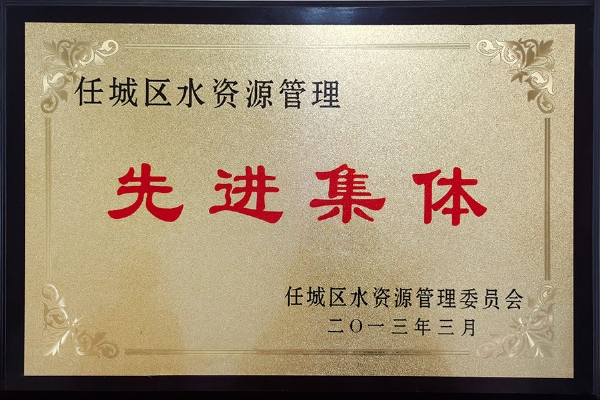 任城区水资源管理
先进集体
任城区水资源管理委员会
二〇一三年三月